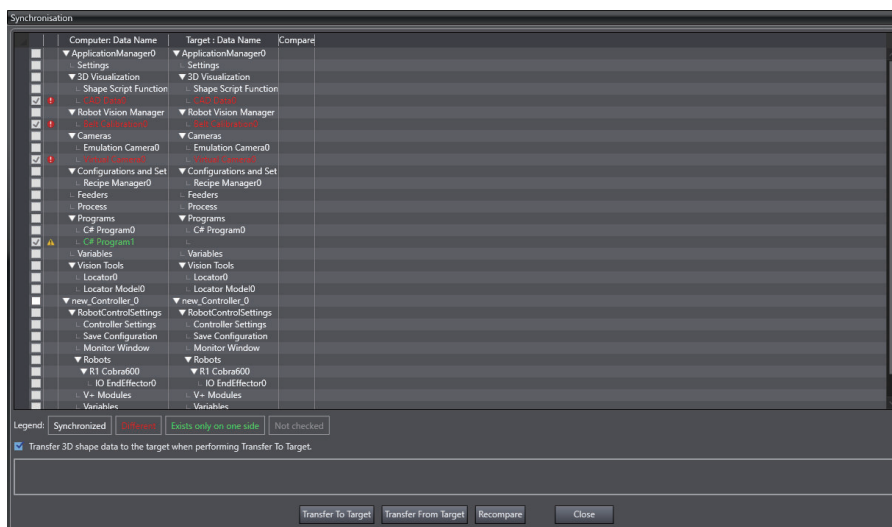 Synchronisation
Computer: Data Name Target : Data Name Compare
ApplicationManager0 ApplicationManager0
Settings Settings
3D Visualization 3D Visualization
Shape Script Function Shape Script Function
Robot Vision Manager Robot Vision Manager
Cameras Cameras
Emulation Camera0 Emulation Camera0
Configurations and Set Configurations and Set
Recipe Manager0 Recipe Manager0
Feeders Feeders
Process Process
Programs Programs
C# Program0 C# Program0
C# Program1
Variables Variables
Vision Tools Vision Tools
Locator0 Locator0
Locator Model0 Locator Model0
new_Controller_0 new_Controller_0
RobotControlSettings RobotControlSettings
Controller Settings Controller Settings
Save Configuration Save Configuration
Monitor Window Monitor Window
Robots Robots
R1 Cobra600 R1 Cobra600
IO EndEffector0 IO EndEffector0
V+ Modules V+ Modules
Variables Variables
Legend: Synchronized Different Exists only on one side Not checked
Transfer 3D shape data to the target when performing Transfer To Target.
Transfer To Target Transfer From Target Recompare Close